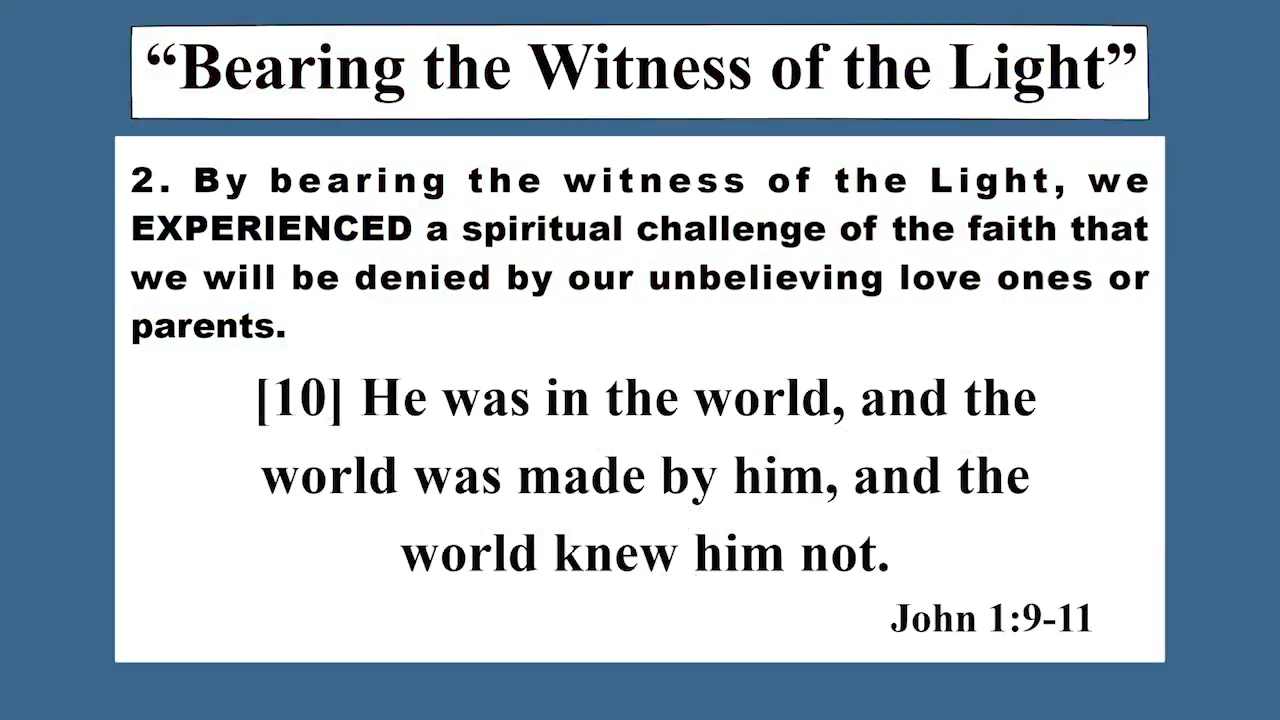 “Bearing the Witness of the Light”
2. By bearing the witness of the Light, we
EXPERIENCED a spiritual challenge of the faith that
we will be denied by our unbelieving love ones or
parents.
[10] He was in the world, and the
world was made by him, and the
world knew him not.
John 1:9-11